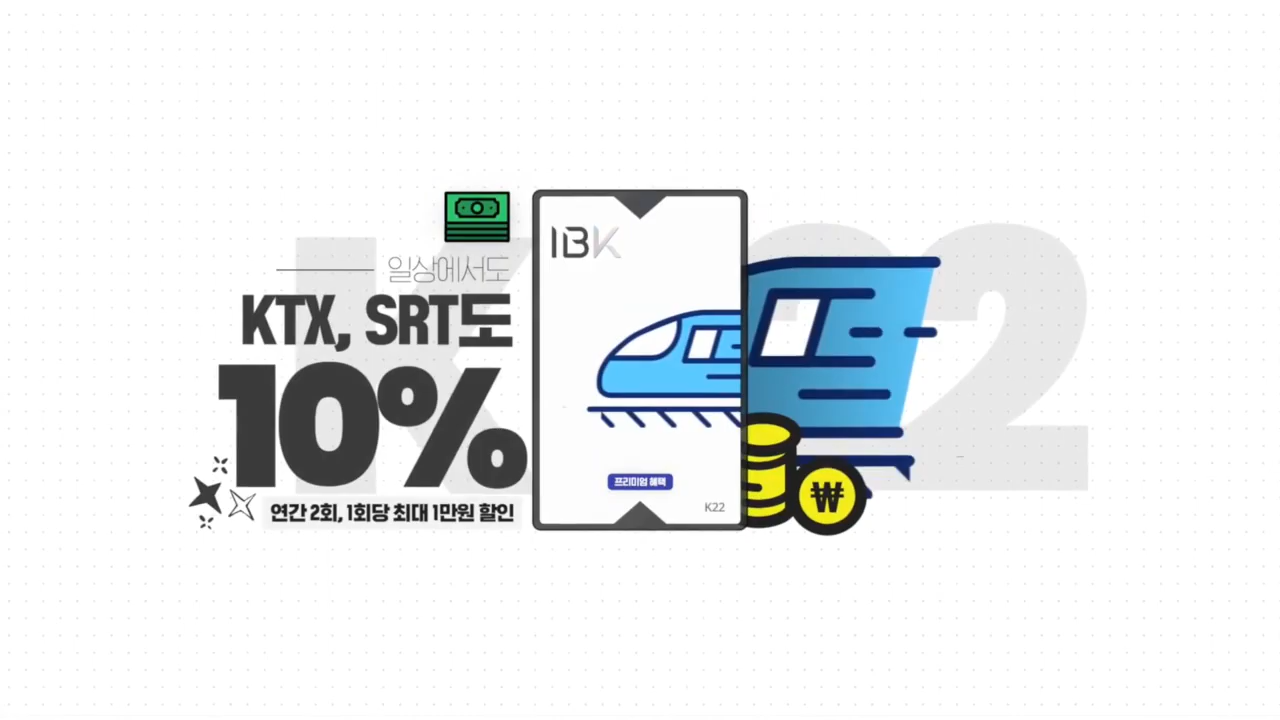 일상에서도
KTX, SRT도
10%
연간 2회, 1회당 최대 1만원 할인
IBK
프리미엄 혜택
K22
₩
K22